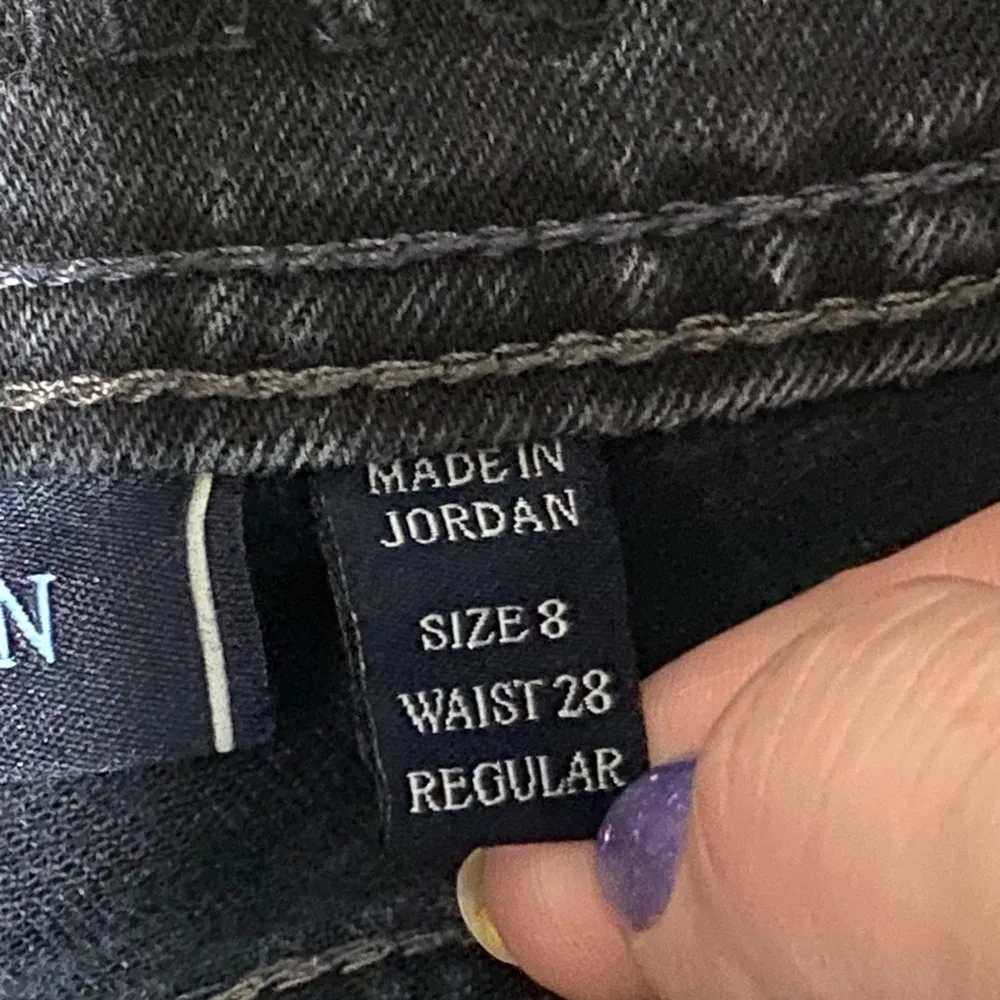 MADE IN
JORDAN
SIZE 8
WAIST 28
REGULAR
N